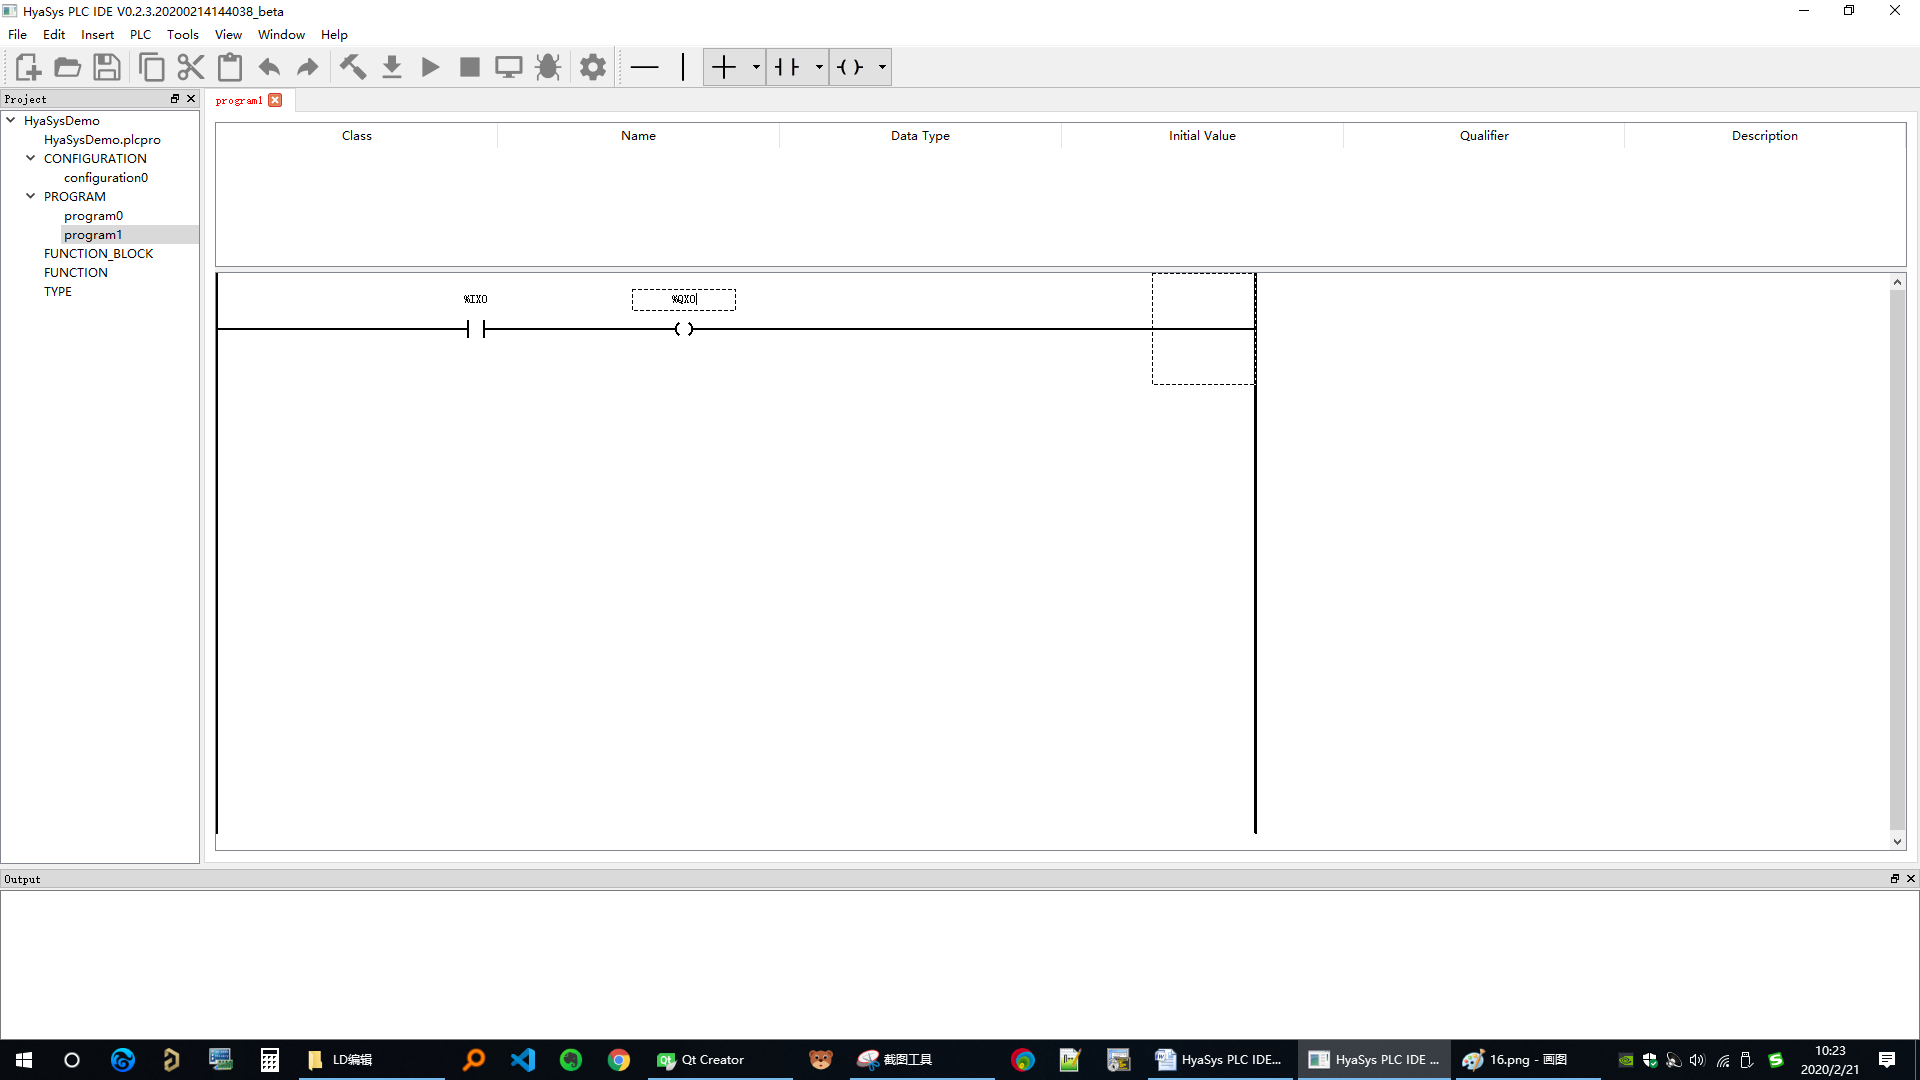 HyaSys PLC IDE V0.2.3.20200214144038_beta
File Edit Insert PLC Tools View Window Help
Project
program1
HyaSysDemo
HyaSysDemo.plcpro
CONFIGURATION
configuration0
PROGRAM
program0
program1
FUNCTION_BLOCK
FUNCTION
TYPE
Class Name Data Type Initial Value Qualifier Description
%IX0 %QX0
Output
LD编辑 Qt Creator 截图工具 HyaSys PLC IDE... HyaSys PLC IDE ... 16.png - 画图 10:23
2020/2/21